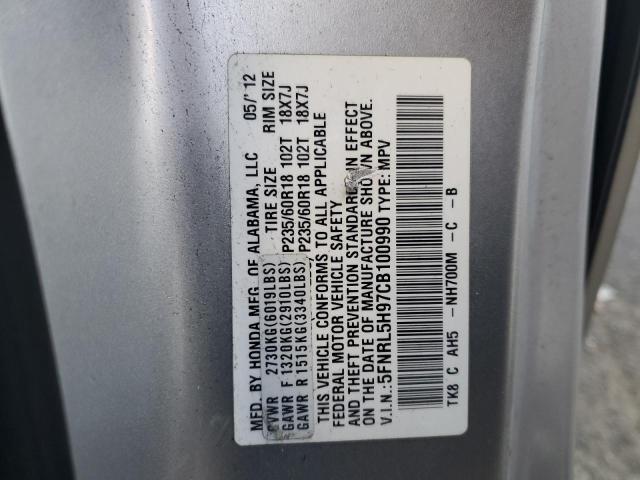 MFD. BY HONDA MFG. OF ALABAMA, LLC 05/'12
GVWR 2730KG(6019LBS) TIRE SIZE RIM SIZE
GAWR F 1320KG(2910LBS) P235/60R18 102T 18X7J
GAWR R 1515KG(3340LBS) P235/60R18 102T 18X7J
THIS VEHICLE CONFORMS TO ALL APPLICABLE
FEDERAL MOTOR VEHICLE SAFETY
AND THEFT PREVENTION STANDARDS IN EFFECT
ON THE DATE OF MANUFACTURE SHOWN ABOVE.
V.I.N.: 5FNRL5H97CB100990 TYPE: MPV
TK8 C AH5 -NH700M -C -B